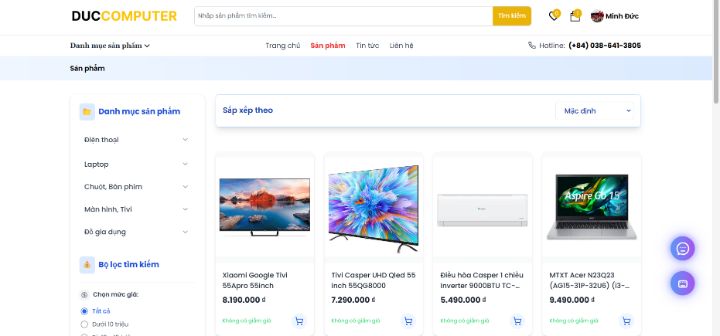 DUCCOMPUTER
Nhập sản phẩm tìm kiếm..
Tìm kiếm
0
1
Minh Đức
Danh mục sản phẩm
Trang chủ
Sản phẩm
Tin tức
Liên hệ
Hotline: (+84) 038-641-3805
Sản phẩm
Danh mục sản phẩm
Điện thoại
Laptop
Chuột, Bàn phím
Màn hình, Tivi
Đồ gia dụng
Bộ lọc tìm kiếm
Chọn mức giá:
Tất cả
Dưới 10 triệu
Sắp xếp theo
Mặc định
Xiaomi Google Tivi
55Apro 55inch
8.190.000 ₫
Không có giảm giá
Tivi Casper UHD Qled 55
inch 55QG8000
7.290.000 ₫
Không có giảm giá
Điều hòa Casper 1 chiều
inverter 9000BTU TC-...
5.490.000 ₫
Không có giảm giá
Aspire Go 15
MTXT Acer N23Q23
(AG15-31P-32U6) (i3-...
9.490.000 ₫
Không có giảm giá